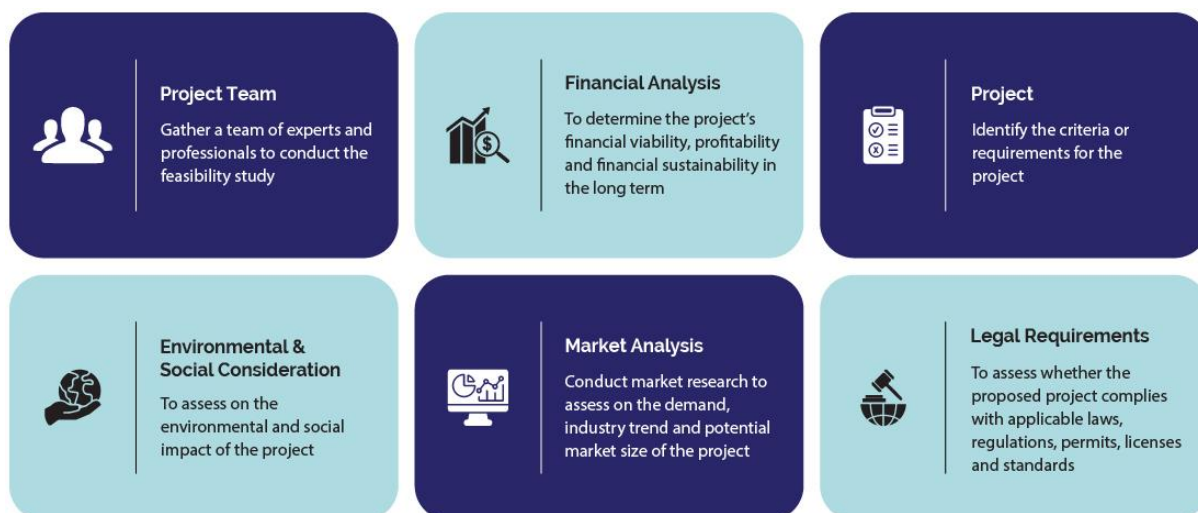 Project Team
Gather a team of experts and
professionals to conduct the
feasibility study
Financial Analysis
To determine the project's
financial viability, profitability
and financial sustainability in
the long term
Project
Identify the criteria or
requirements for the
project
Environmental &
Social Consideration
To assess on the
environmental and social
impact of the project
Market Analysis
Conduct market research to
assess on the demand,
industry trend and potential
market size of the project
Legal Requirements
To assess whether the
proposed project complies
with applicable laws,
regulations, permits, licenses
and standards